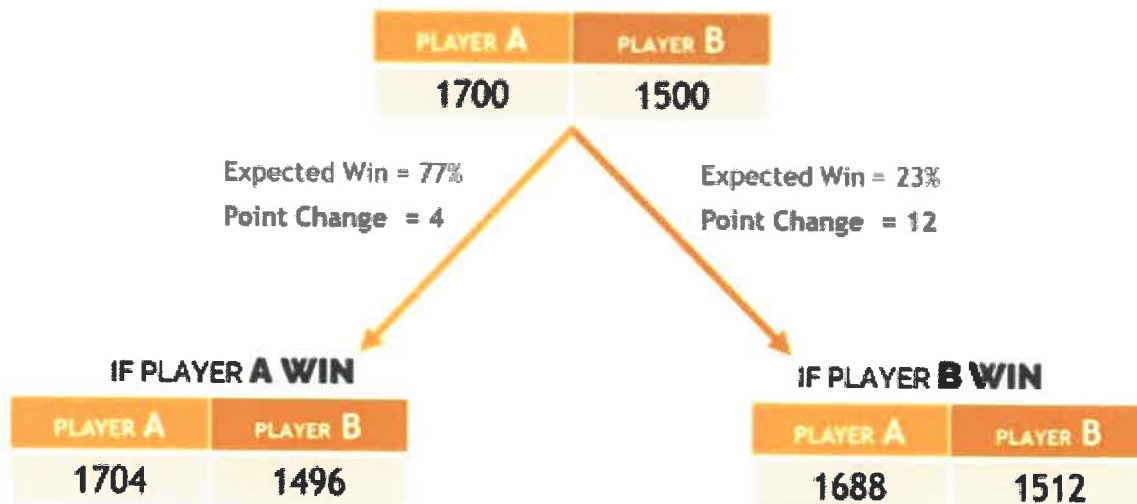 PLAYER A PLAYER B
1700 1500
Expected Win = 77%
Point Change = 4
Expected Win = 23%
Point Change = 12
IF PLAYER A WIN
PLAYER A PLAYER B
1704 1496
IF PLAYER B WIN
PLAYER A PLAYER B
1688 1512